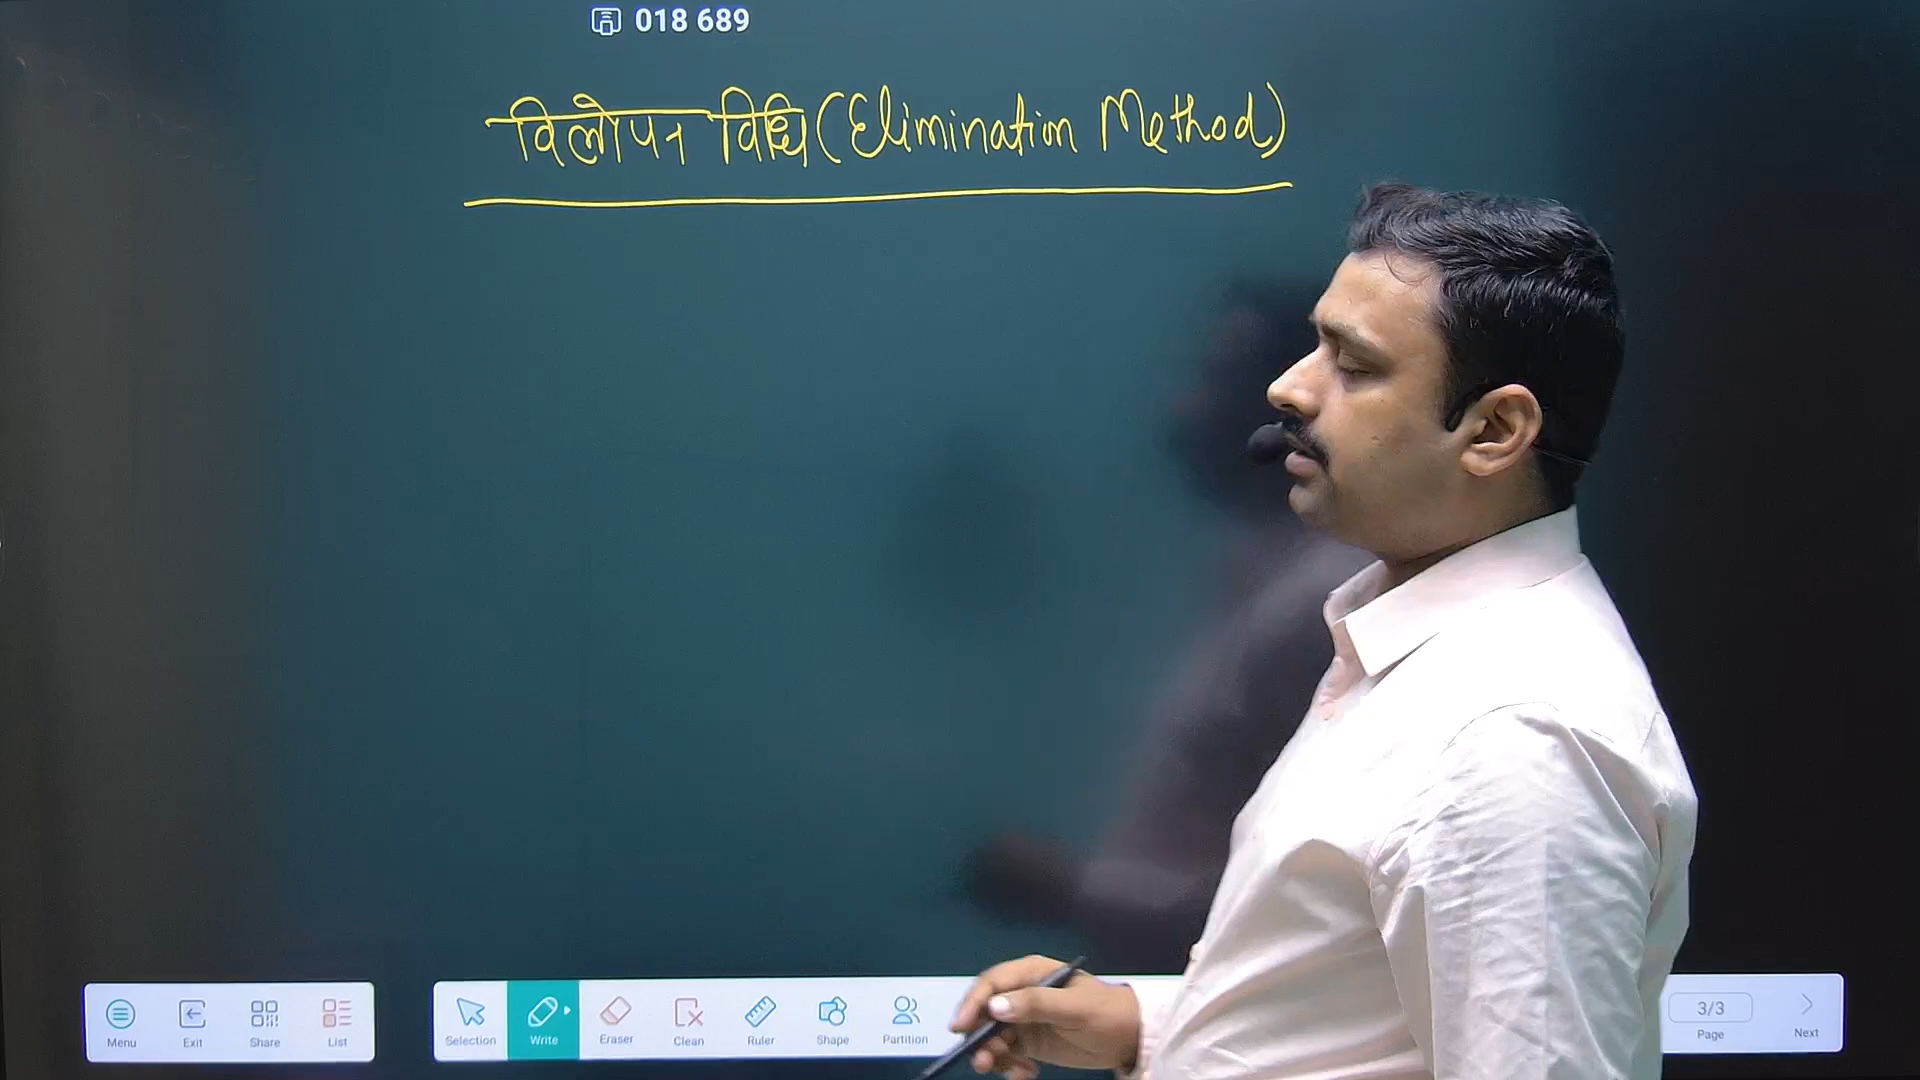 018 689
विलोपन विधि (Elimination Method)
Menu Exit Share List
Selection Write Eraser Clean Ruler Shape Partition
3/3
Page Next